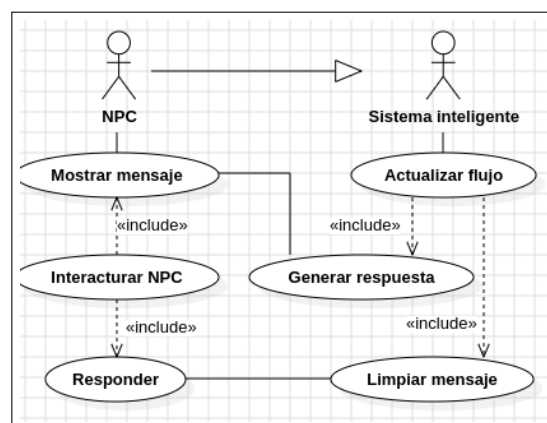 NPC
Sistema inteligente
Mostrar mensaje
Actualizar flujo
«include»
«include»
Interacturar NPC
Generar respuesta
«include»
«include»
Responder
Limpiar mensaje